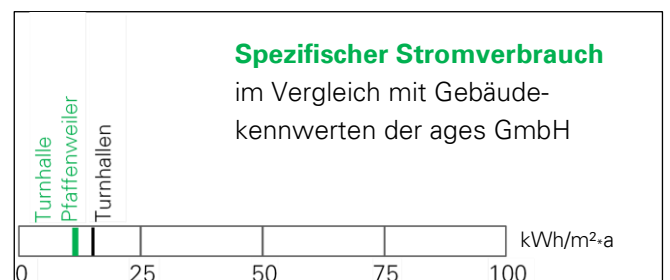 Spezifischer Stromverbrauch
im Vergleich mit Gebäude-
kennwerten der ages GmbH
Turnhalle
Pfaffenweiler
Turnhallen
kWh/m²*a
0 25 50 75 100